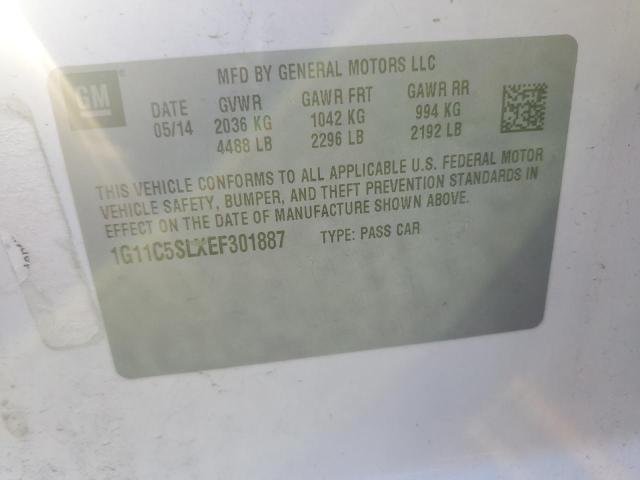 GM
MFD BY GENERAL MOTORS LLC
DATE GVWR GAWR FRT GAWR RR
05/14 2036 KG 1042 KG 994 KG
4488 LB 2296 LB 2192 LB
THIS VEHICLE CONFORMS TO ALL APPLICABLE U.S. FEDERAL MOTOR
VEHICLE SAFETY, BUMPER, AND THEFT PREVENTION STANDARDS IN
EFFECT ON THE DATE OF MANUFACTURE SHOWN ABOVE.
1G11C5SLXEF301887 TYPE: PASS CAR